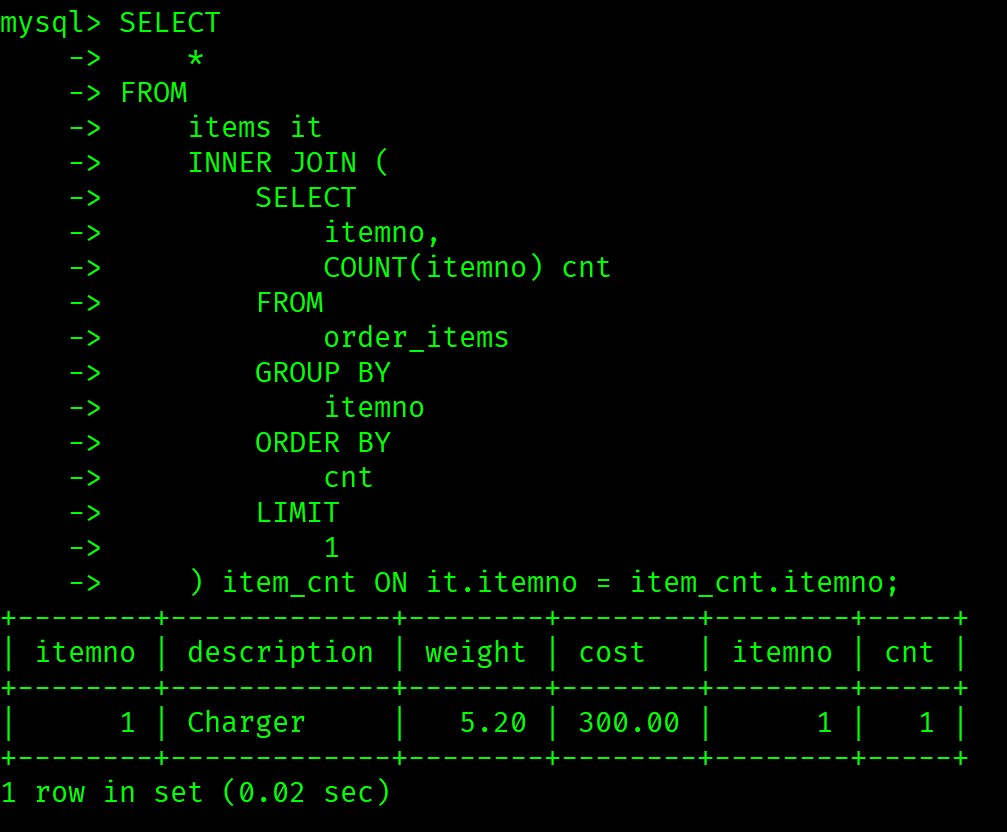 mysql> SELECT
    ->     *
    -> FROM
    ->     items it
    ->     INNER JOIN (
    ->         SELECT
    ->             itemno,
    ->             COUNT(itemno) cnt
    ->         FROM
    ->             order_items
    ->         GROUP BY
    ->             itemno
    ->         ORDER BY
    ->             cnt
    ->         LIMIT
    ->             1
    ->     ) item_cnt ON it.itemno = item_cnt.itemno;
+--------+-------------+--------+--------+--------+-----+
| itemno | description | weight | cost   | itemno | cnt |
+--------+-------------+--------+--------+--------+-----+
|      1 | Charger     |   5.20 | 300.00 |      1 |   1 |
+--------+-------------+--------+--------+--------+-----+
1 row in set (0.02 sec)